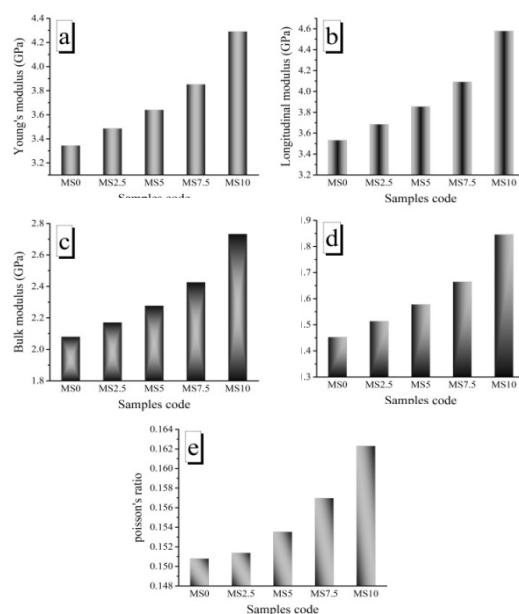 a
4.4
4.2
4.0
3.8
3.6
3.4
3.2
Young's modulus (GPa)
MS0 MS2.5 MS5 MS7.5 MS10
Samples code
b
4.6
4.4
4.2
4.0
3.8
3.6
3.4
3.2
Longitudinal modulus (GPa)
MS0 MS2.5 MS5 MS7.5 MS10
Samples code
c
2.8
2.6
2.4
2.2
2.0
1.8
Bulk modulus (GPa)
MS0 MS2.5 MS5 MS7.5 MS10
Samples code
d
1.9
1.8
1.7
1.6
1.5
1.4
1.3
MS0 MS2.5 MS5 MS7.5 MS10
Samples code
e
0.164
0.162
0.160
0.158
0.156
0.154
0.152
0.150
0.148
poisson's ratio
MS0 MS2.5 MS5 MS7.5 MS10
Samples code